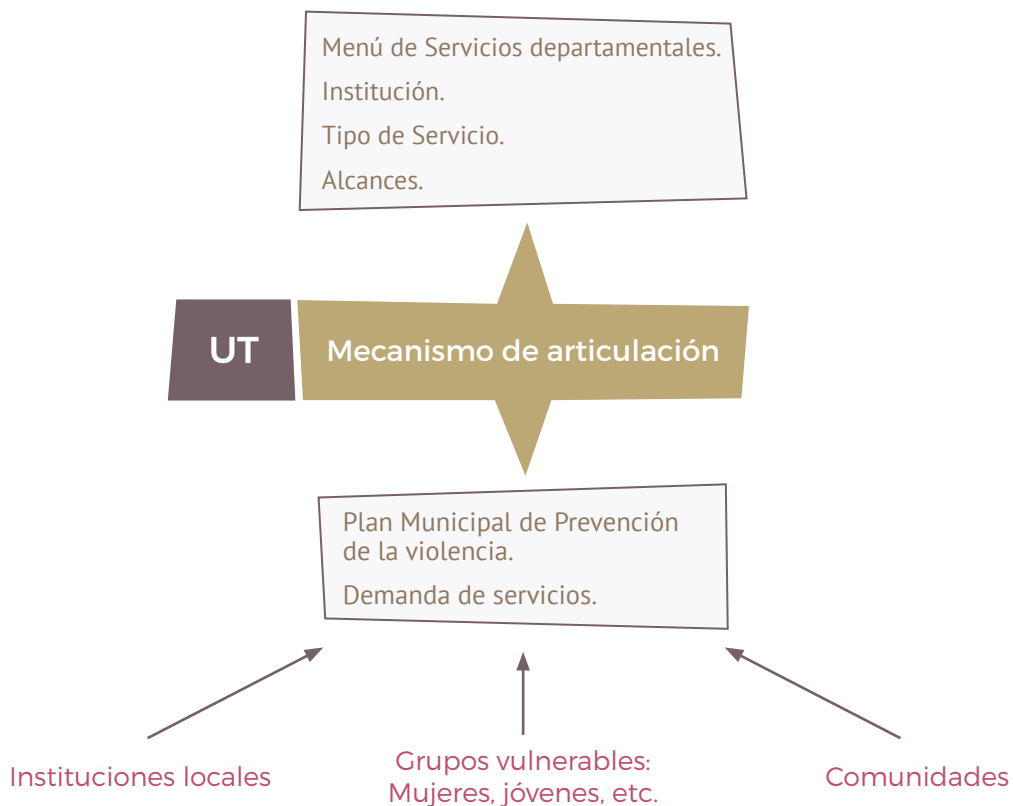 Menú de Servicios departamentales.
Institución.
Tipo de Servicio.
Alcances.
UT
Mecanismo de articulación
Plan Municipal de Prevención
de la violencia.
Demanda de servicios.
Instituciones locales
Grupos vulnerables:
Mujeres, jóvenes, etc.
Comunidades